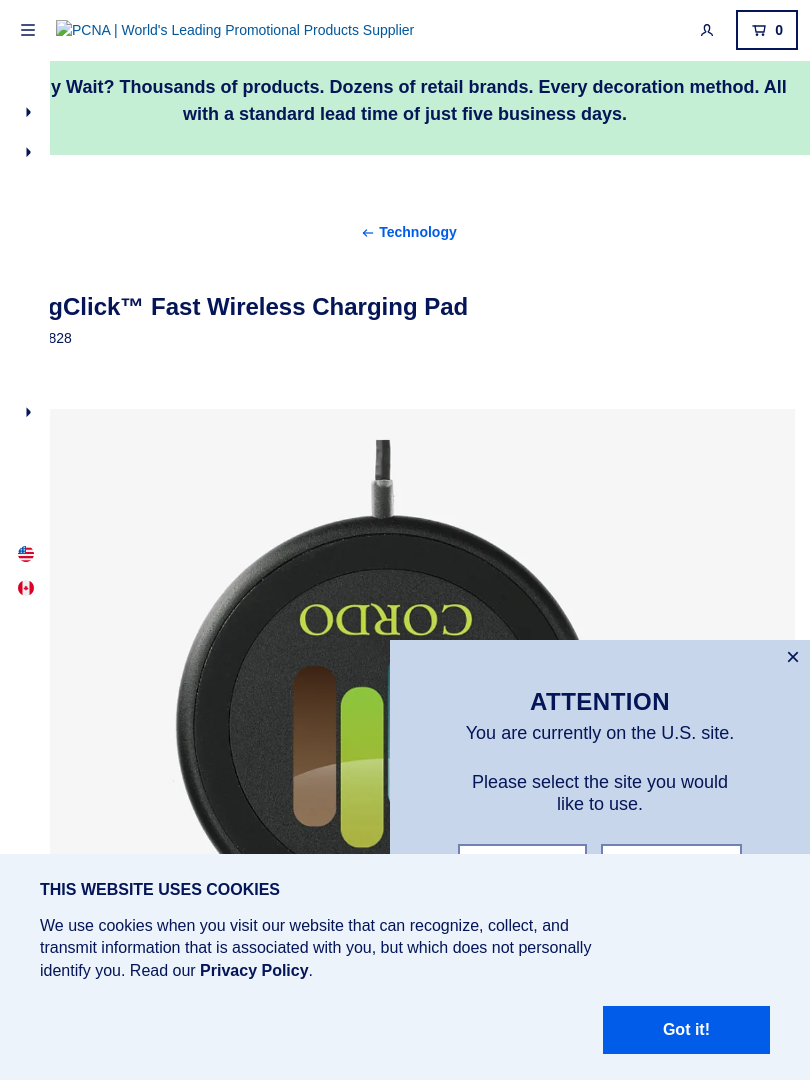 PCNA | World's Leading Promotional Products Supplier
0
y Wait? Thousands of products. Dozens of retail brands. Every decoration method. All
with a standard lead time of just five business days.
← Technology
gClick™ Fast Wireless Charging Pad
828
CORDO
ATTENTION
You are currently on the U.S. site.
Please select the site you would
like to use.
THIS WEBSITE USES COOKIES
We use cookies when you visit our website that can recognize, collect, and
transmit information that is associated with you, but which does not personally
identify you. Read our Privacy Policy.
Got it!